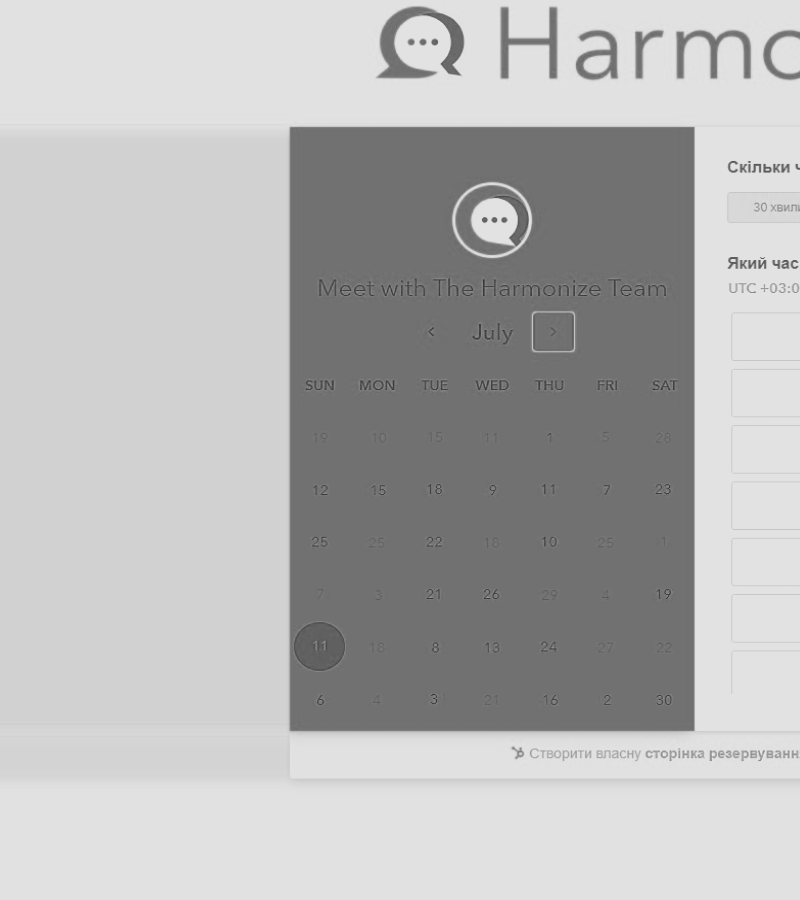 Harmo
Meet with The Harmonize Team
July
SUN MON TUE WED THU FRI SAT
19 10 15 11 1 5 28
12 15 18 9 11 7 23
25 25 22 18 10 25 1
7 3 21 26 29 4 19
11 18 8 13 24 27 22
6 4 3 21 16 2 30
Скільки ч
30 хвили
Який час
UTC +03:0
Створити власну сторінка резервуванн